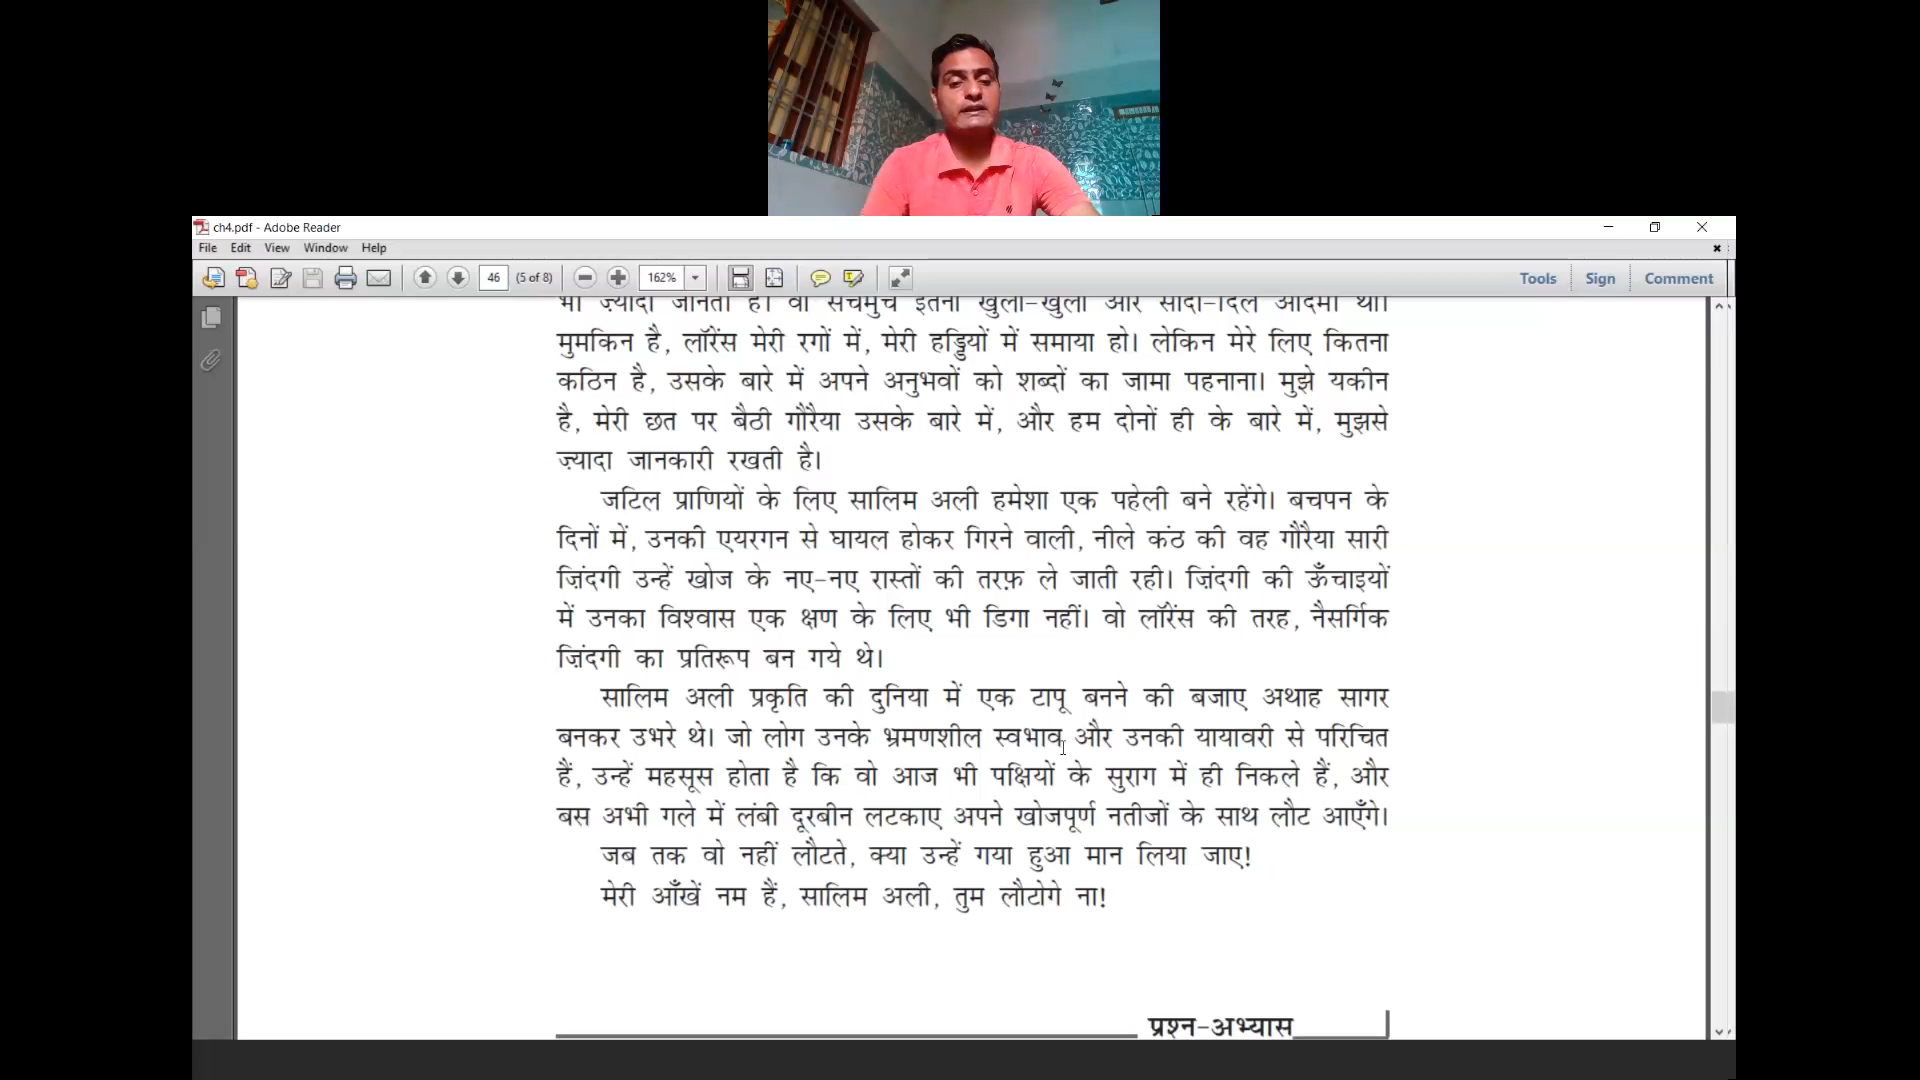 ch4.pdf - Adobe Reader
File Edit View Window Help
46 (5 of 8) 162% Tools Sign Comment
भी ज़्यादा जानती है। वो सचमुच इतना खुला-खुला और सादा-दिल आदमी था।
मुमकिन है, लॉरेंस मेरी रगों में, मेरी हड्डियों में समाया हो। लेकिन मेरे लिए कितना
कठिन है, उसके बारे में अपने अनुभवों को शब्दों का जामा पहनाना। मुझे यकीन
है, मेरी छत पर बैठी गौरैया उसके बारे में, और हम दोनों ही के बारे में, मुझसे
ज़्यादा जानकारी रखती है।
जटिल प्राणियों के लिए सालिम अली हमेशा एक पहेली बने रहेंगे। बचपन के
दिनों में, उनकी एयरगन से घायल होकर गिरने वाली, नीले कंठ की वह गौरैया सारी
ज़िंदगी उन्हें खोज के नए-नए रास्तों की तरफ़ ले जाती रही। ज़िंदगी की ऊँचाइयों
में उनका विश्वास एक क्षण के लिए भी डिगा नहीं। वो लॉरेंस की तरह, नैसर्गिक
ज़िंदगी का प्रतिरूप बन गये थे।
सालिम अली प्रकृति की दुनिया में एक टापू बनने की बजाए अथाह सागर
बनकर उभरे थे। जो लोग उनके भ्रमणशील स्वभाव और उनकी यायावरी से परिचित
हैं, उन्हें महसूस होता है कि वो आज भी पक्षियों के सुराग में ही निकले हैं, और
बस अभी गले में लंबी दूरबीन लटकाए अपने खोजपूर्ण नतीजों के साथ लौट आएँगे।
जब तक वो नहीं लौटते, क्या उन्हें गया हुआ मान लिया जाए!
मेरी आँखें नम हैं, सालिम अली, तुम लौटोगे ना!
प्रश्न-अभ्यास